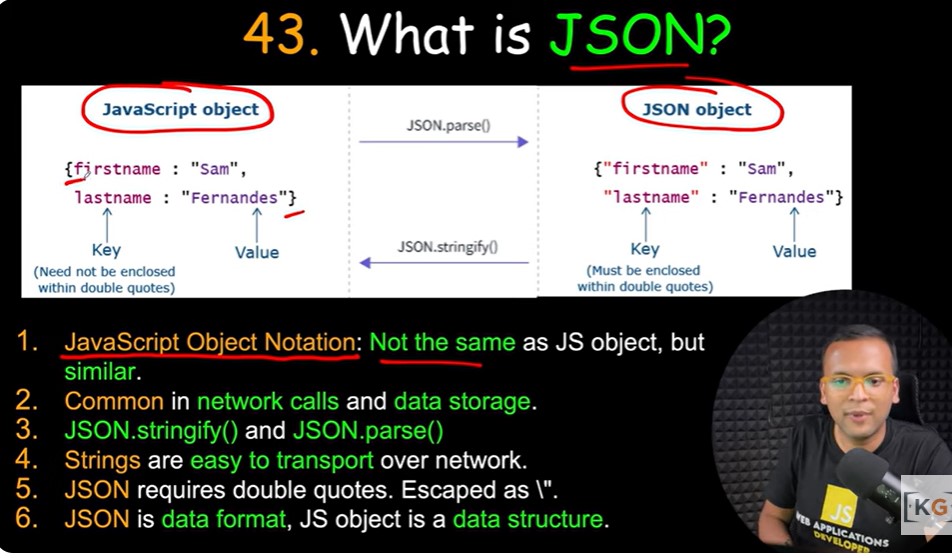 43. What is JSON?
JavaScript object
JSON object
JSON.parse()
{firstname : "Sam",
lastname : "Fernandes"}
{"firstname" : "Sam",
"lastname" : "Fernandes"}
JSON.stringify()
Key
Value
Key
Value
(Need not be enclosed
within double quotes)
(Must be enclosed
within double quotes)
1. JavaScript Object Notation: Not the same as JS object, but
similar.
2. Common in network calls and data storage.
3. JSON.stringify() and JSON.parse()
4. Strings are easy to transport over network.
5. JSON requires double quotes. Escaped as \".
6. JSON is data format, JS object is a data structure.
JS
WEB APPLICATIONS
DEVELOPER
[KG]